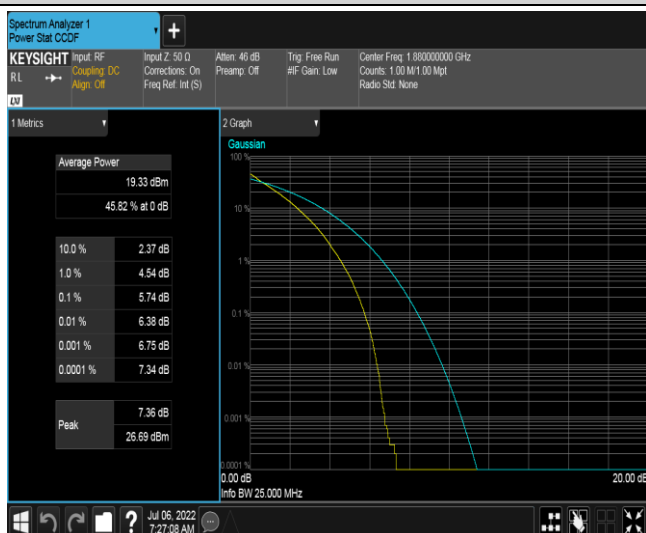 Spectrum Analyzer 1
Power Stat CCDF
+
KEYSIGHT
R L
LXI
Input: RF
Coupling: DC
Align: Off
Input Z: 50 Ω
Corrections: On
Freq Ref: Int (S)
Atten: 46 dB
Preamp: Off
Trig: Free Run
#IF Gain: Low
Center Freq: 1.880000000 GHz
Counts: 1.00 M/1.00 Mpt
Radio Std: None
1 Metrics
Average Power
19.33 dBm
45.82 % at 0 dB
10.0 % 2.37 dB
1.0 % 4.54 dB
0.1 % 5.74 dB
0.01 % 6.38 dB
0.001 % 6.75 dB
0.0001 % 7.34 dB
Peak
7.36 dB
26.69 dBm
2 Graph
Gaussian
100 %
10 %
1 %
0.1 %
0.01 %
0.001 %
0.0001 %
0.00 dB
20.00 dB
Info BW 25.000 MHz
?
Jul 06, 2022
7:27:08 AM